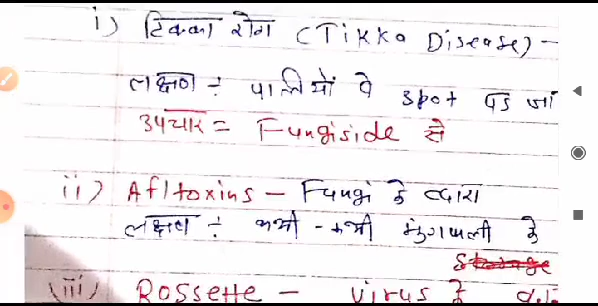 i) टिक्का रोग (Tikka Disease) -
लक्षण ÷ पत्तियों पे spot पड जा
उपचार = Fungiside से
ii) Afltoxins - Fungi के द्वारा
लक्षण ÷ कभी - कभी मुंगफली के
Storage
(iii) Rossette - Virus के